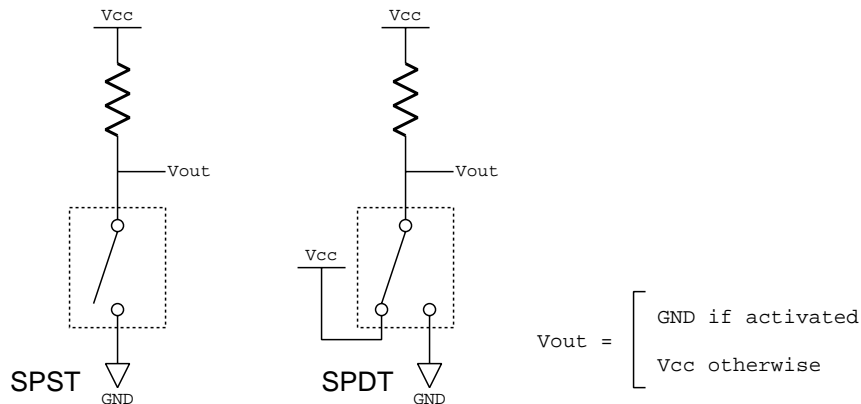 Vcc
Vcc
Vout
Vout
Vcc
Vout =
GND if activated
Vcc otherwise
SPST
GND
SPDT
GND